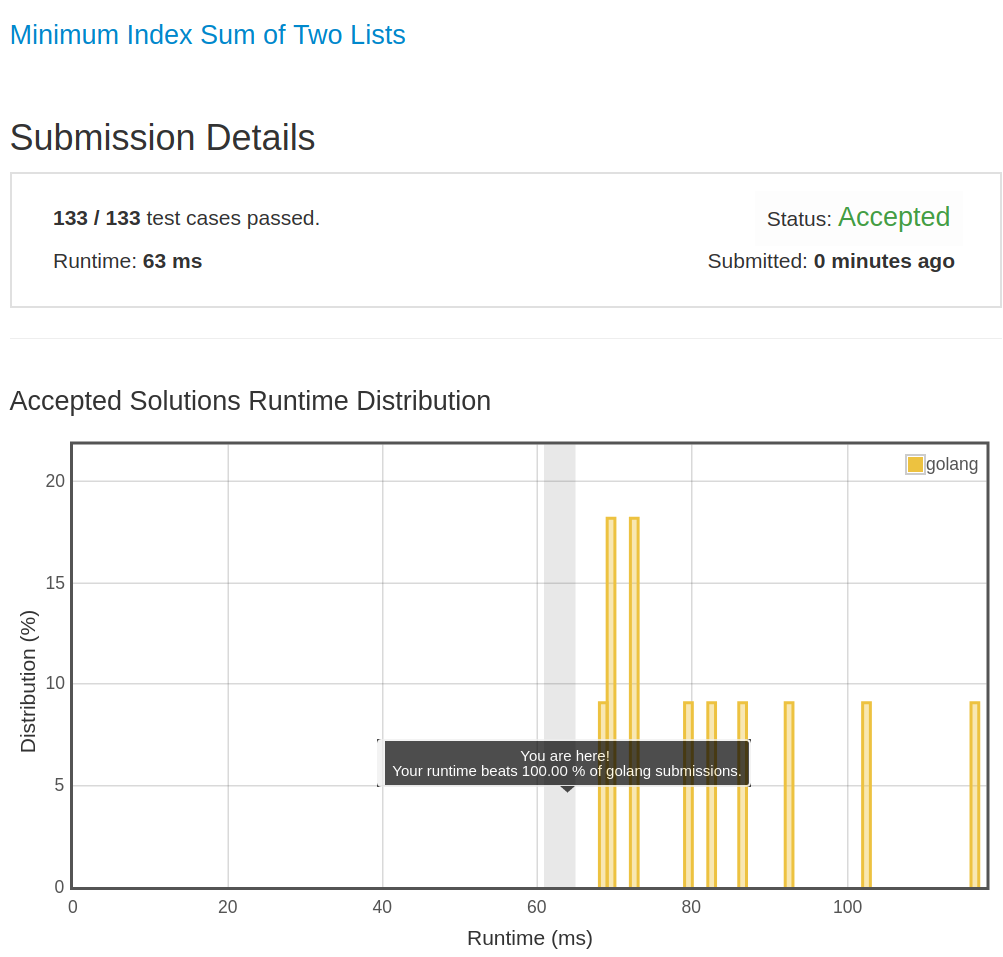 Minimum Index Sum of Two Lists
Submission Details
133 / 133 test cases passed.
Status: Accepted
Runtime: 63 ms
Submitted: 0 minutes ago
Accepted Solutions Runtime Distribution
golang
20
15
10
5
0
Distribution (%)
You are here!
Your runtime beats 100.00 % of golang submissions.
0
20
40
60
80
100
Runtime (ms)